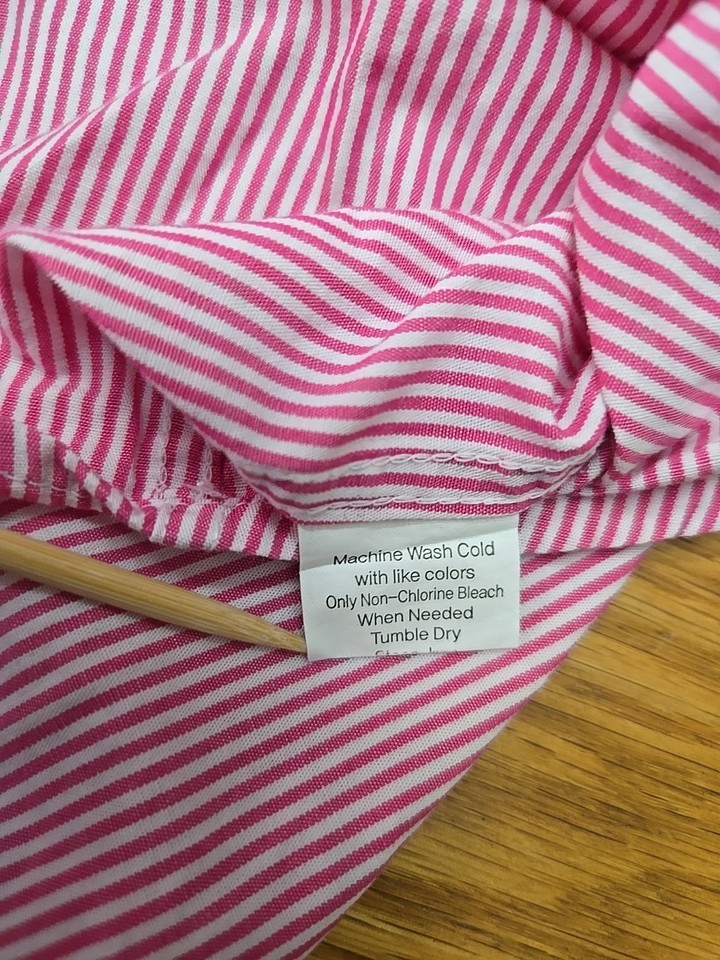 Machine Wash Cold
with like colors
Only Non-Chlorine Bleach
When Needed
Tumble Dry